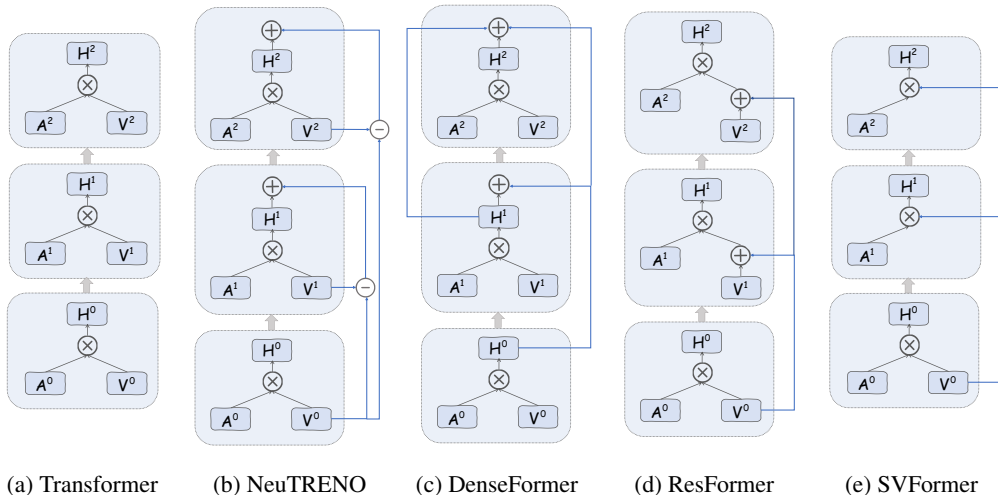 H² A² V²
H¹ A¹ V¹
H⁰ A⁰ V⁰
(a) Transformer
H² A² V²
H¹ A¹ V¹
H⁰ A⁰ V⁰
(b) NeuTRENO
H² A² V²
H¹ A¹ V¹
H⁰ A⁰ V⁰
(c) DenseFormer
H² A² V²
H¹ A¹ V¹
H⁰ A⁰ V⁰
(d) ResFormer
H² A²
H¹ A¹
H⁰ A⁰ V⁰
(e) SVFormer